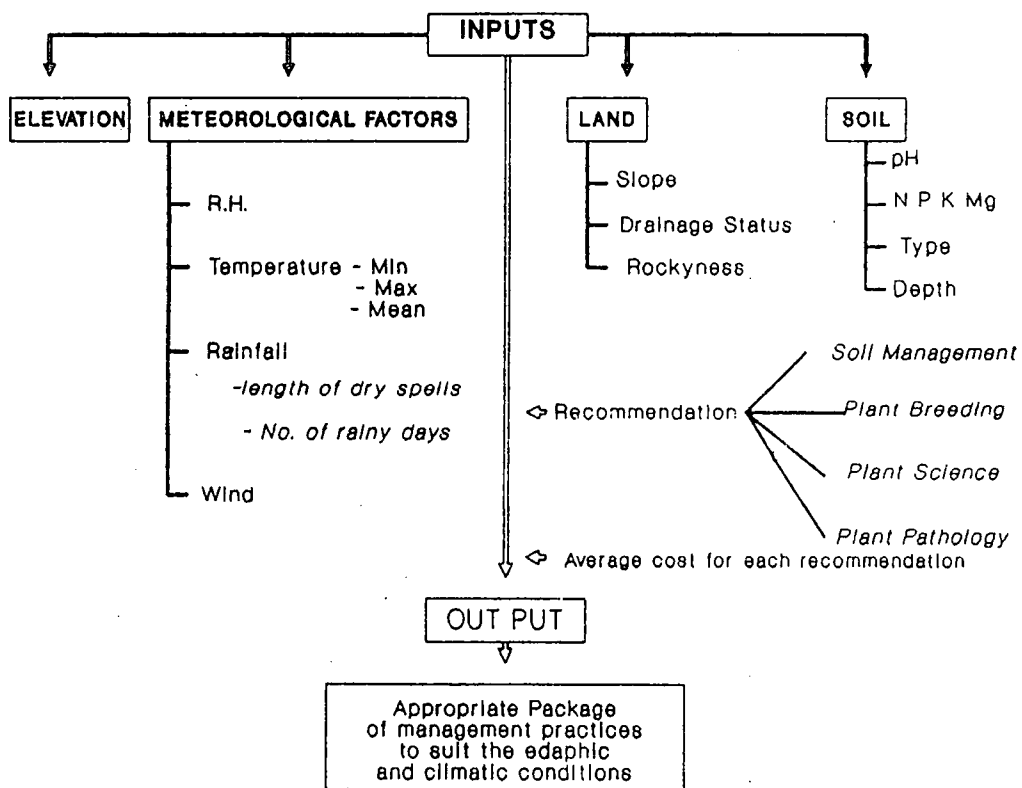 INPUTS
ELEVATION
METEOROLOGICAL FACTORS
LAND
SOIL
R.H.
Temperature - Min
- Max
- Mean
Rainfall
-length of dry spells
- No. of rainy days
Wind
Slope
Drainage Status
Rockyness
pH
N P K Mg
Type
Depth
Recommendation
Soil Management
Plant Breeding
Plant Science
Plant Pathology
Average cost for each recommendation
OUT PUT
Appropriate Package
of management practices
to suit the edaphic
and climatic conditions